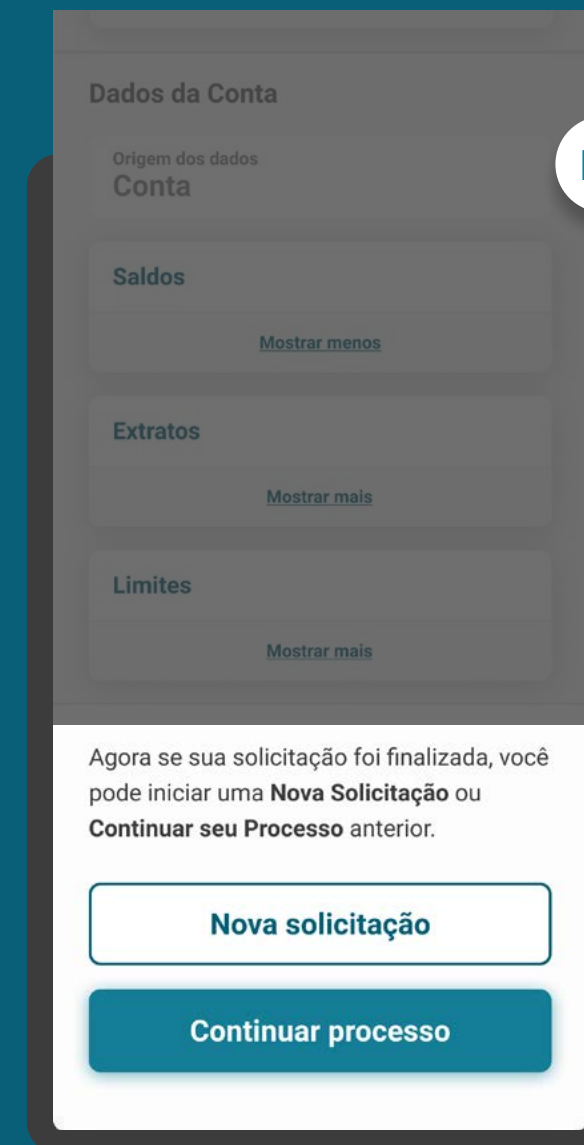 Dados da Conta
Origem dos dados
Conta
Saldos
Mostrar menos
Extratos
Mostrar mais
Limites
Mostrar mais
Agora se sua solicitação foi finalizada, você
pode iniciar uma Nova Solicitação ou
Continuar seu Processo anterior.
Nova solicitação
Continuar processo